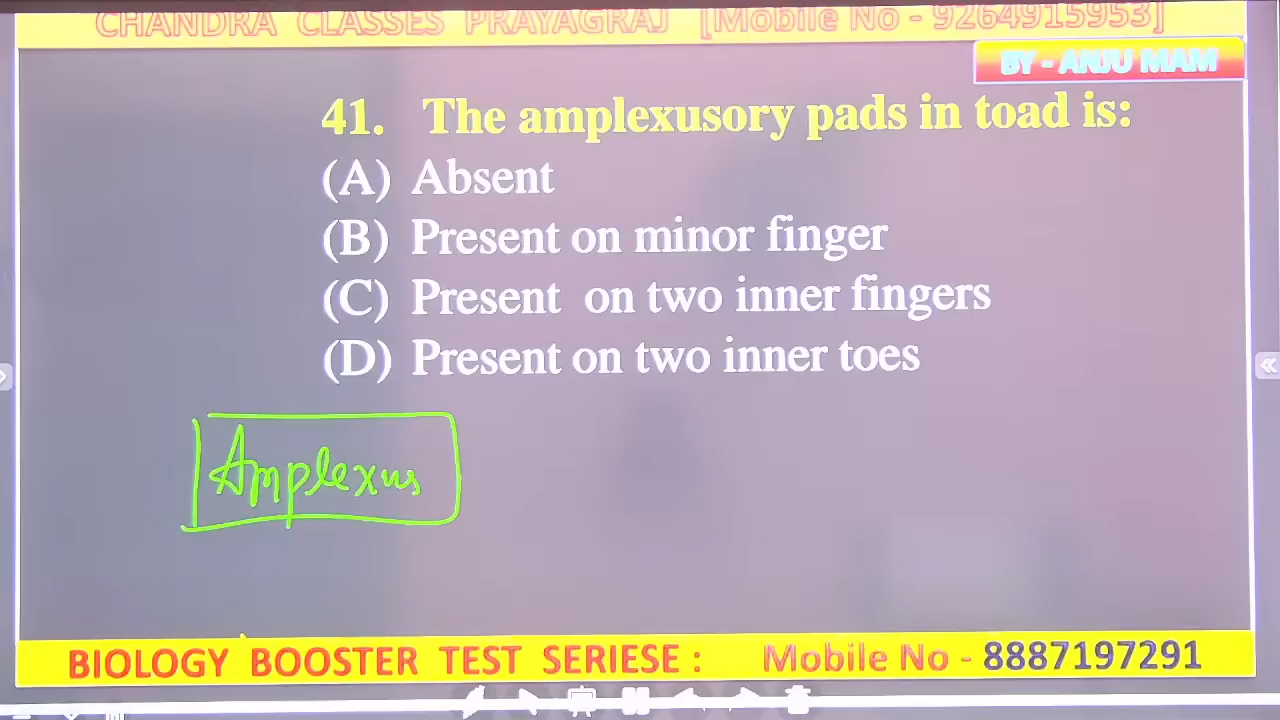 CHANDRA CLASSES PRAYAGRAJ [Mobile No - 9264915953]
BY - ANJU MAM
41. The amplexusory pads in toad is:
(A) Absent
(B) Present on minor finger
(C) Present on two inner fingers
(D) Present on two inner toes
Amplexus
BIOLOGY BOOSTER TEST SERIESE : Mobile No - 8887197291